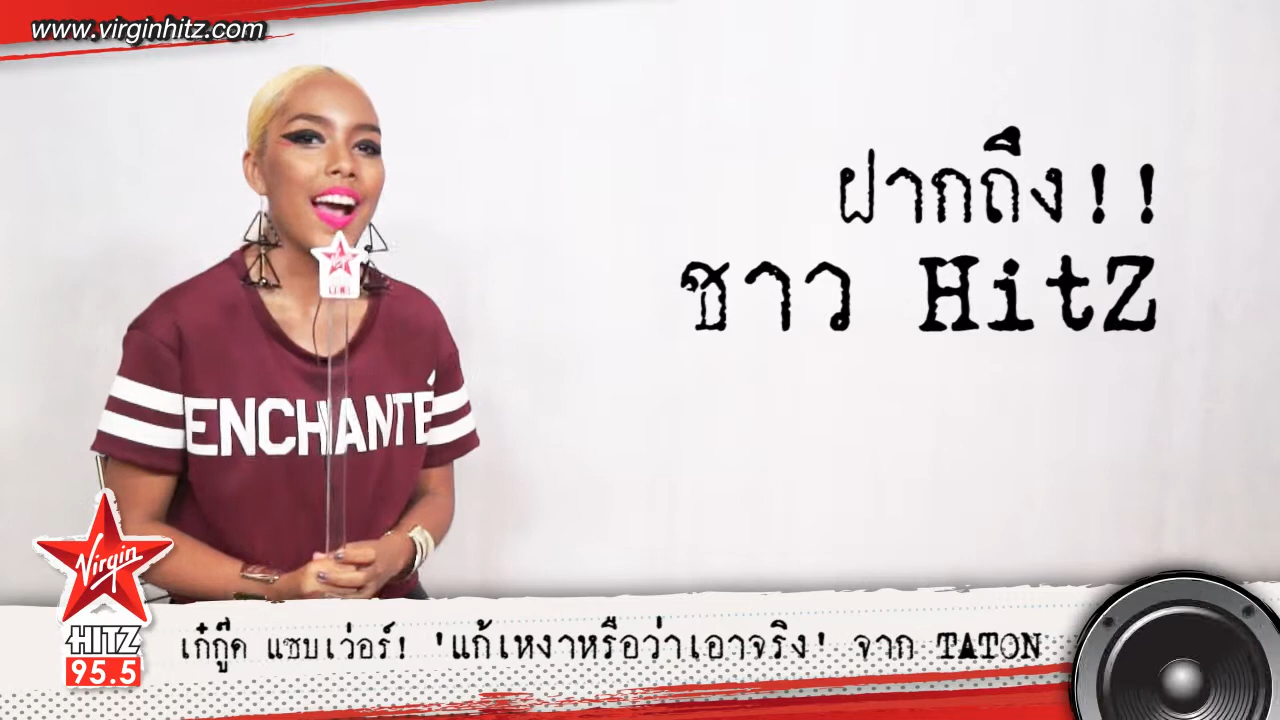 www.virginhitz.com
ฝากถึง!!
ชาว HitZ
ENCHANTÉ
Virgin
HITZ
95.5
เก๋กู๊ด แซบเว่อร์! 'แก้เหงาหรือว่าเอาจริง' จาก TATON